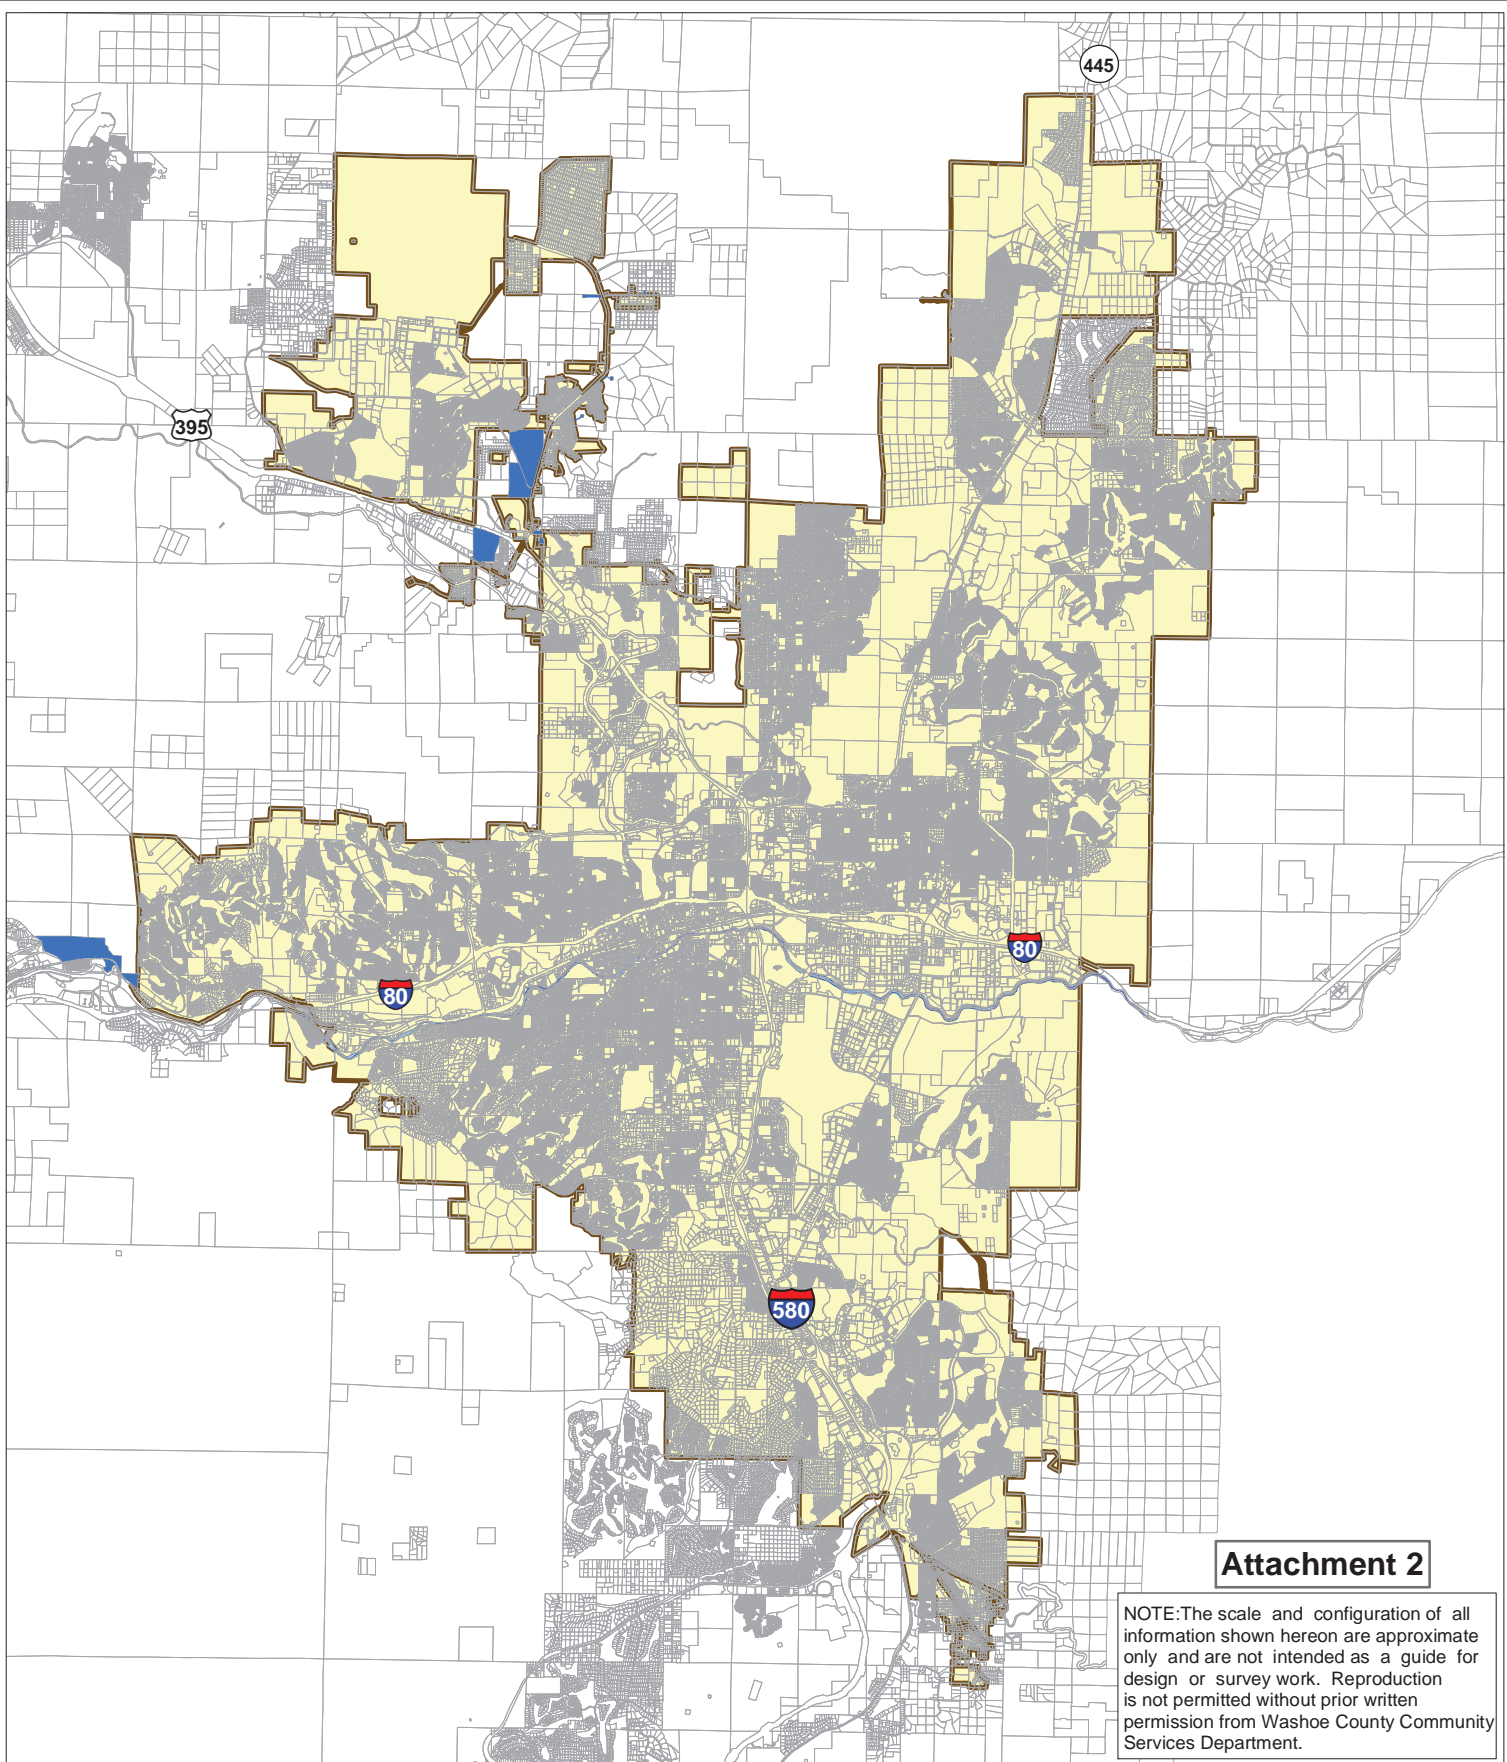 445
395
80
80
580
Attachment 2
NOTE:The scale and configuration of all
information shown hereon are approximate
only and are not intended as a guide for
design or survey work. Reproduction
is not permitted without prior written
permission from Washoe County Community
Services Department.